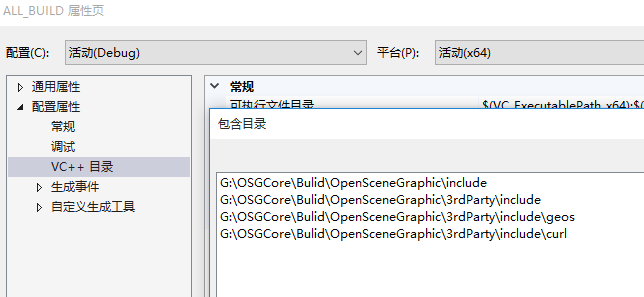 ALL_BUILD 属性页
配置(C): 活动(Debug) 平台(P): 活动(x64)
通用属性
配置属性
常规
调试
VC++ 目录
生成事件
自定义生成工具
常规
可执行文件目录 $(VC_ExecutablePath_x64);$(
包含目录
G:\OSGCore\Bulid\OpenSceneGraphic\include
G:\OSGCore\Bulid\OpenSceneGraphic\3rdParty\include
G:\OSGCore\Bulid\OpenSceneGraphic\3rdParty\include\geos
G:\OSGCore\Bulid\OpenSceneGraphic\3rdParty\include\curl